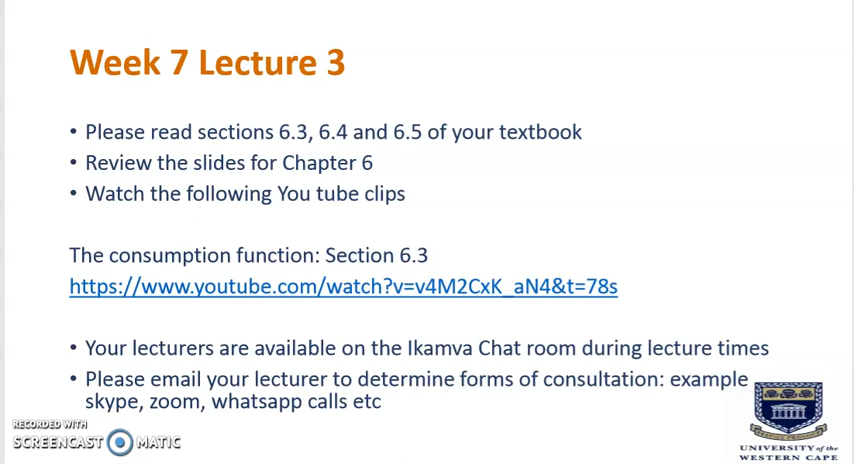 Week 7 Lecture 3
• Please read sections 6.3, 6.4 and 6.5 of your textbook
• Review the slides for Chapter 6
• Watch the following You tube clips
The consumption function: Section 6.3
https://www.youtube.com/watch?v=v4M2CxK_aN4&t=78s
• Your lecturers are available on the Ikamva Chat room during lecture times
• Please email your lecturer to determine forms of consultation: example
skype, zoom, whatsapp calls etc
RECORDED WITH
SCREENCAST MATIC
UNIVERSITY of the
WESTERN CAPE